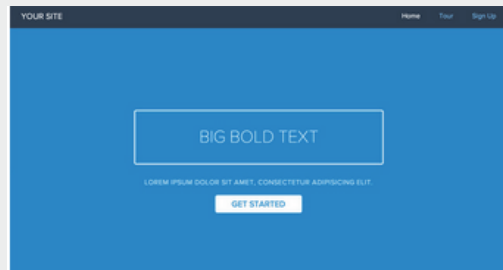 YOUR SITE Home Tour Sign Up
BIG BOLD TEXT
LOREM IPSUM DOLOR SIT AMET, CONSECTETUR ADIPISICING ELIT.
GET STARTED